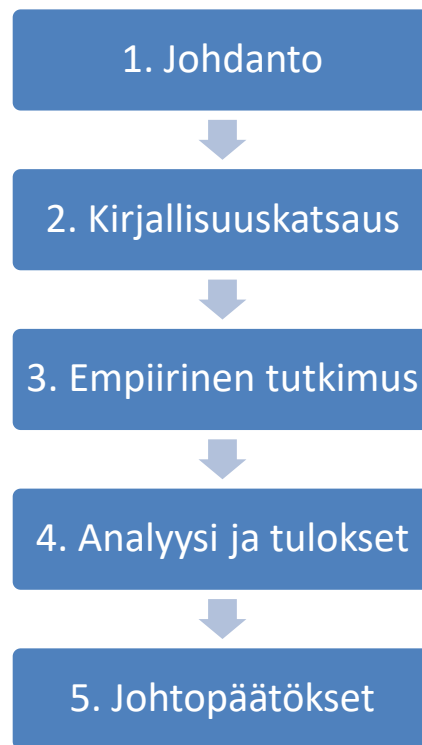 1. Johdanto
2. Kirjallisuuskatsaus
3. Empiirinen tutkimus
4. Analyysi ja tulokset
5. Johtopäätökset